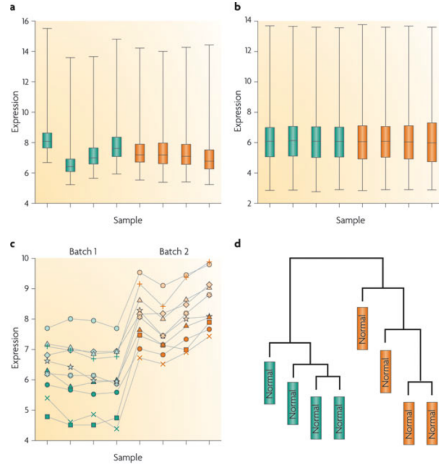 a
16
14
12
10
8
6
4
Expression
Sample
b
14
12
10
8
6
4
2
0
Expression
Sample
c
Batch 1
Batch 2
10
9
8
7
6
5
4
Expression
Sample
d
Normal
Normal
Normal
Normal
Normal
Normal
Normal
Normal